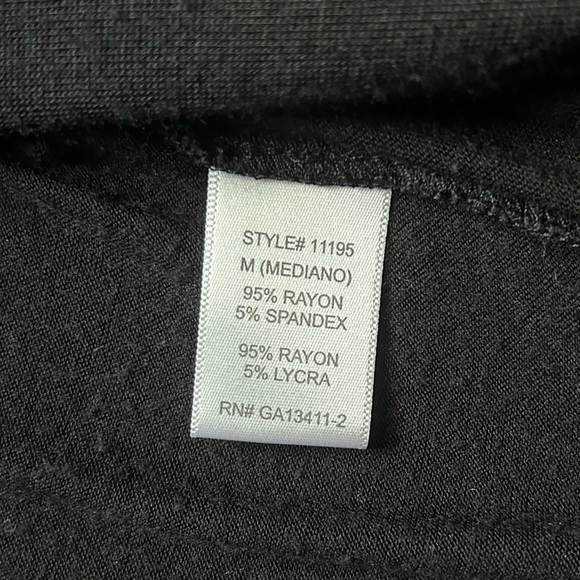 STYLE# 11195
M (MEDIANO)
95% RAYON
5% SPANDEX
95% RAYON
5% LYCRA
RN# GA13411-2